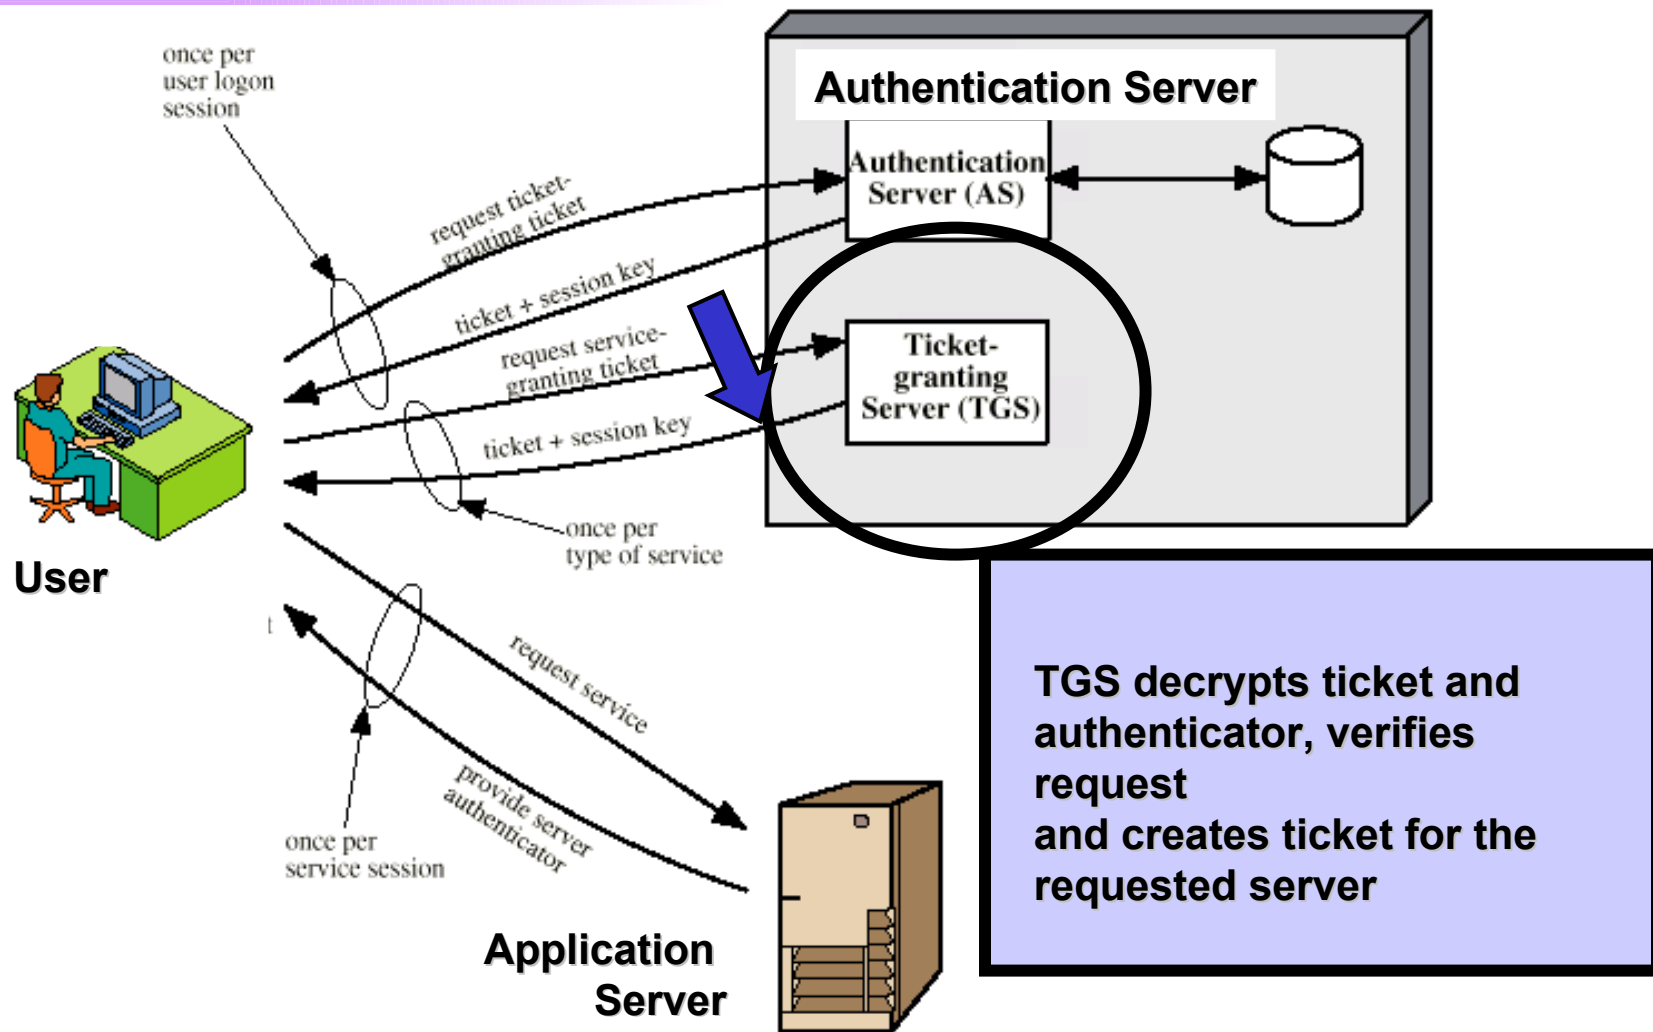 once per
user logon
session
Authentication Server
Authentication
Server (AS)
request ticket-
granting ticket
ticket + session key
request service-
granting ticket
Ticket-
granting
Server (TGS)
ticket + session key
once per
type of service
User
t
request service
provide server
authenticator
once per
service session
TGS decrypts ticket and
authenticator, verifies
request
and creates ticket for the
requested server
Application
Server